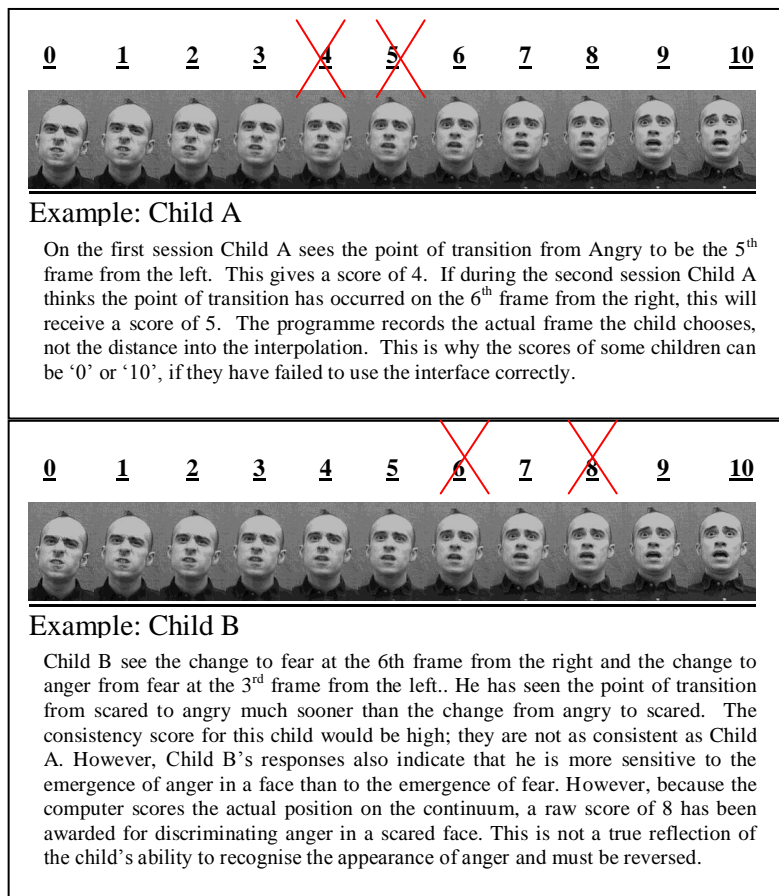 0 1 2 3 4 5 6 7 8 9 10
Example: Child A
On the first session Child A sees the point of transition from Angry to be the 5th
frame from the left. This gives a score of 4. If during the second session Child A
thinks the point of transition has occurred on the 6th frame from the right, this will
receive a score of 5. The programme records the actual frame the child chooses,
not the distance into the interpolation. This is why the scores of some children can
be ‘0’ or ‘10’, if they have failed to use the interface correctly.
0 1 2 3 4 5 6 7 8 9 10
Example: Child B
Child B see the change to fear at the 6th frame from the right and the change to
anger from fear at the 3rd frame from the left.. He has seen the point of transition
from scared to angry much sooner than the change from angry to scared. The
consistency score for this child would be high; they are not as consistent as Child
A. However, Child B’s responses also indicate that he is more sensitive to the
emergence of anger in a face than to the emergence of fear. However, because the
computer scores the actual position on the continuum, a raw score of 8 has been
awarded for discriminating anger in a scared face. This is not a true reflection of
the child’s ability to recognise the appearance of anger and must be reversed.